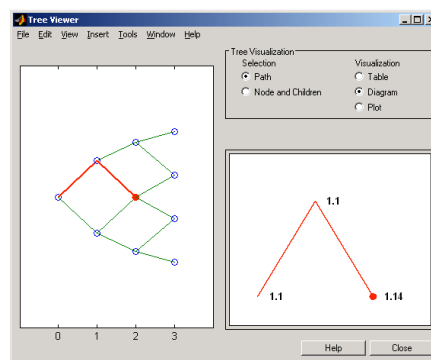 Tree Viewer
File Edit View Insert Tools Window Help
Tree Visualization
Selection Visualization
Path Table
Node and Children Diagram
Plot
1.1
1.1 1.14
0 1 2 3
Help Close